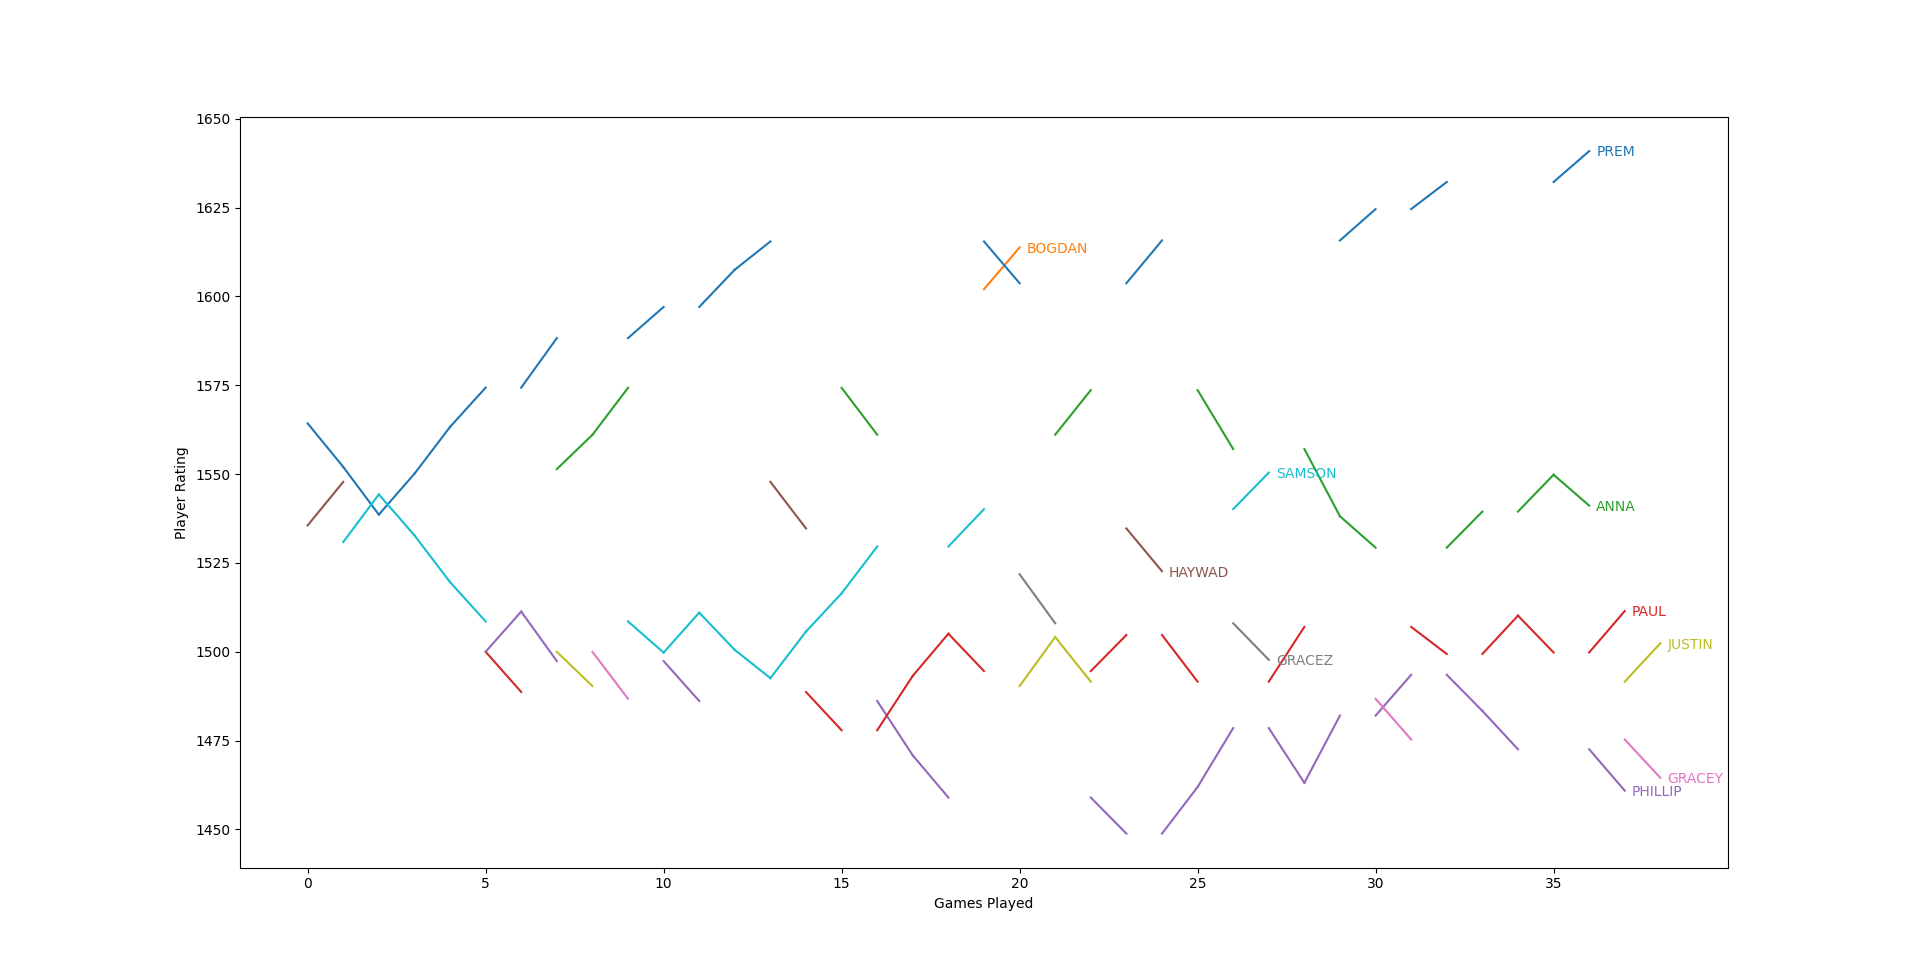 1650
PREM
1625
BOGDAN
1600
1575
1550
SAMSON
ANNA
1525
HAYWAD
PAUL
1500
JUSTIN
GRACEZ
1475
GRACEY
PHILLIP
1450
Player Rating
0 5 10 15 20 25 30 35
Games Played